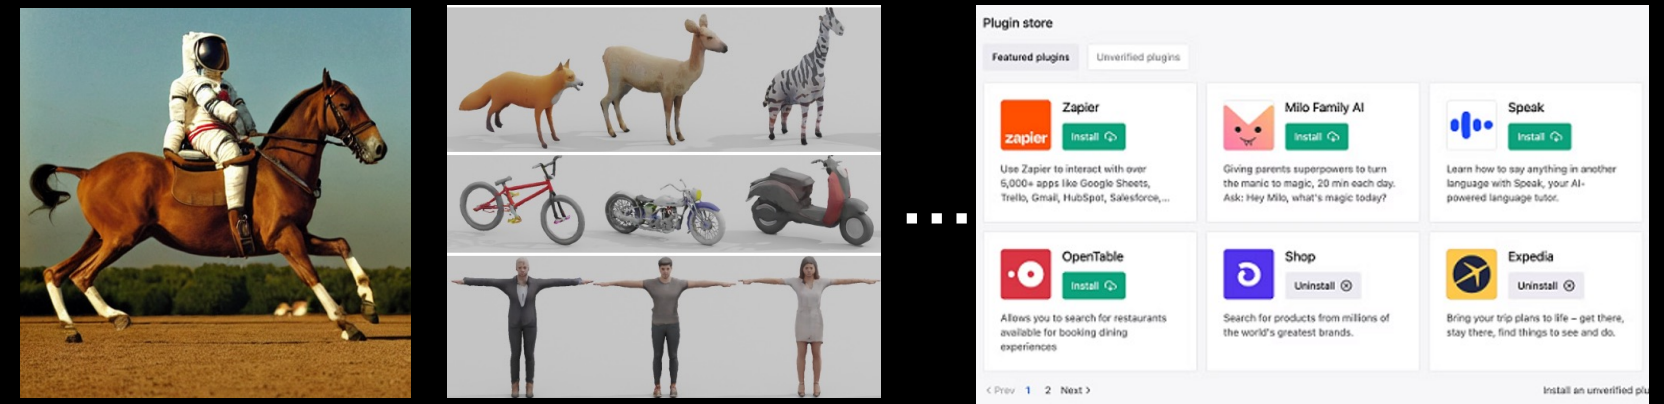 Plugin store
Featured plugins
Unverified plugins
zapier
Zapier
Install
Use Zapier to interact with over
5,000+ apps like Google Sheets,
Trello, Gmail, HubSpot, Salesforce,...
Milo Family AI
Install
Giving parents superpowers to turn
the manic to magic, 20 min each day.
Ask: Hey Milo, what's magic today?
Speak
Install
Learn how to say anything in another
language with Speak, your AI-
powered language tutor.
OpenTable
Install
Allows you to search for restaurants
available for booking dining
experiences
Shop
Uninstall
Search for products from millions of
the world's greatest brands.
Expedia
Uninstall
Bring your trip plans to life – get there,
stay there, find things to see and do.
< Prev 1 2 Next >
Install an unverified plu